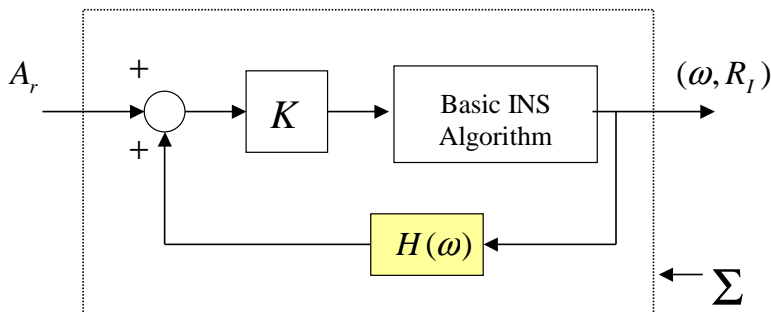 A_r
+
+
K
Basic INS
Algorithm
(ω, R_I)
H(ω)
Σ